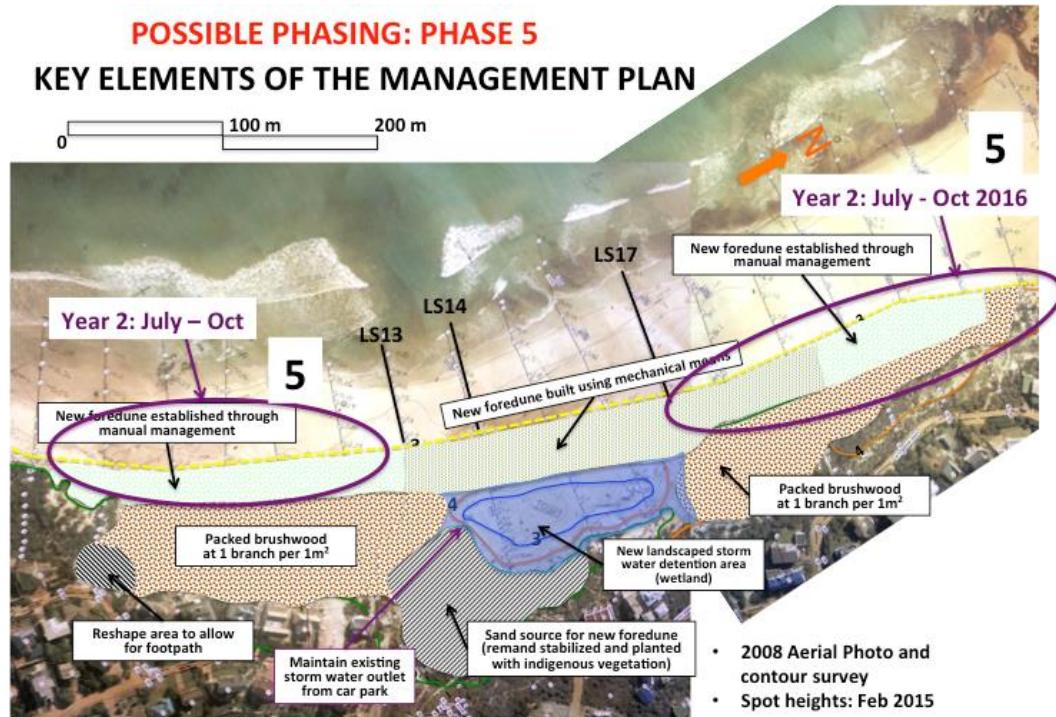 POSSIBLE PHASING: PHASE 5
KEY ELEMENTS OF THE MANAGEMENT PLAN
0
100 m
200 m
N
5
Year 2: July - Oct 2016
New foredune established through
manual management
LS17
LS14
LS13
Year 2: July – Oct
5
New foredune established through
manual management
New foredune built using mechanical means
3
3
4
4
3
Packed brushwood
at 1 branch per 1m²
Packed brushwood
at 1 branch per 1m²
New landscaped storm
water detention area
(wetland)
Reshape area to allow
for footpath
Maintain existing
storm water outlet
from car park
Sand source for new foredune
(remand stabilized and planted
with indigenous vegetation)
• 2008 Aerial Photo and
contour survey
• Spot heights: Feb 2015